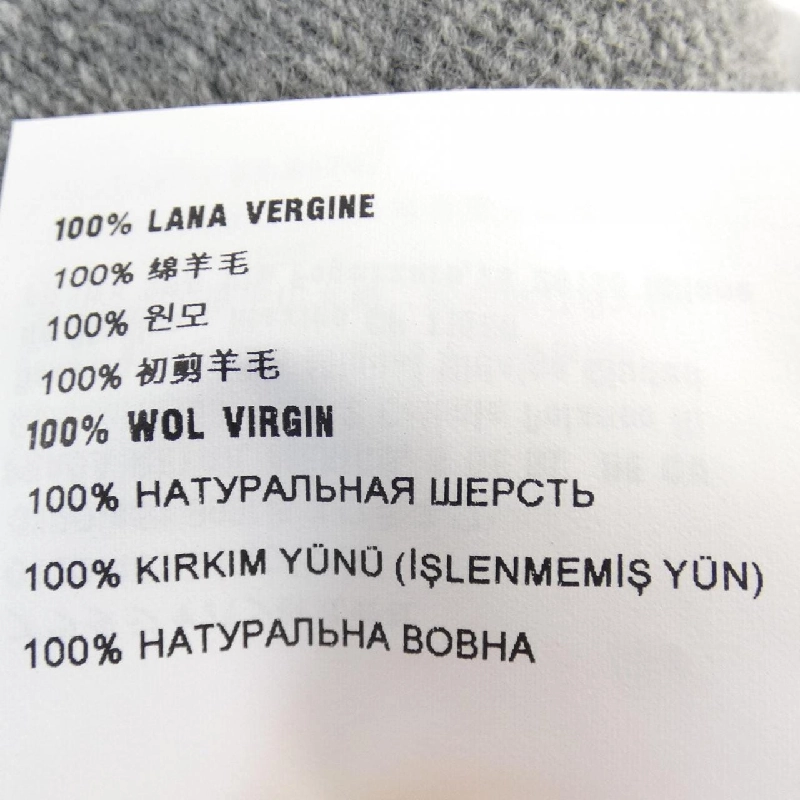 100% LANA VERGINE
100% 绵羊毛
100% 원모
100% 初剪羊毛
100% WOL VIRGIN
100% НАТУРАЛЬНАЯ ШЕРСТЬ
100% KIRKIM YÜNÜ (İŞLENMEMİŞ YÜN)
100% НАТУРАЛЬНА ВОВНА